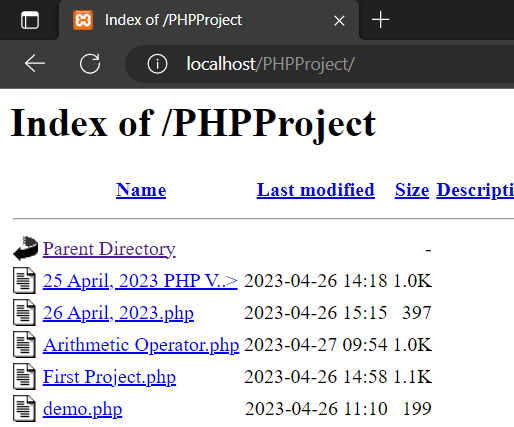 Index of /PHPProject
localhost/PHPProject/
Index of /PHPProject
Name Last modified Size Descripti
Parent Directory -
25 April, 2023 PHP V..> 2023-04-26 14:18 1.0K
26 April, 2023.php 2023-04-26 15:15 397
Arithmetic Operator.php 2023-04-27 09:54 1.0K
First Project.php 2023-04-26 14:58 1.1K
demo.php 2023-04-26 11:10 199